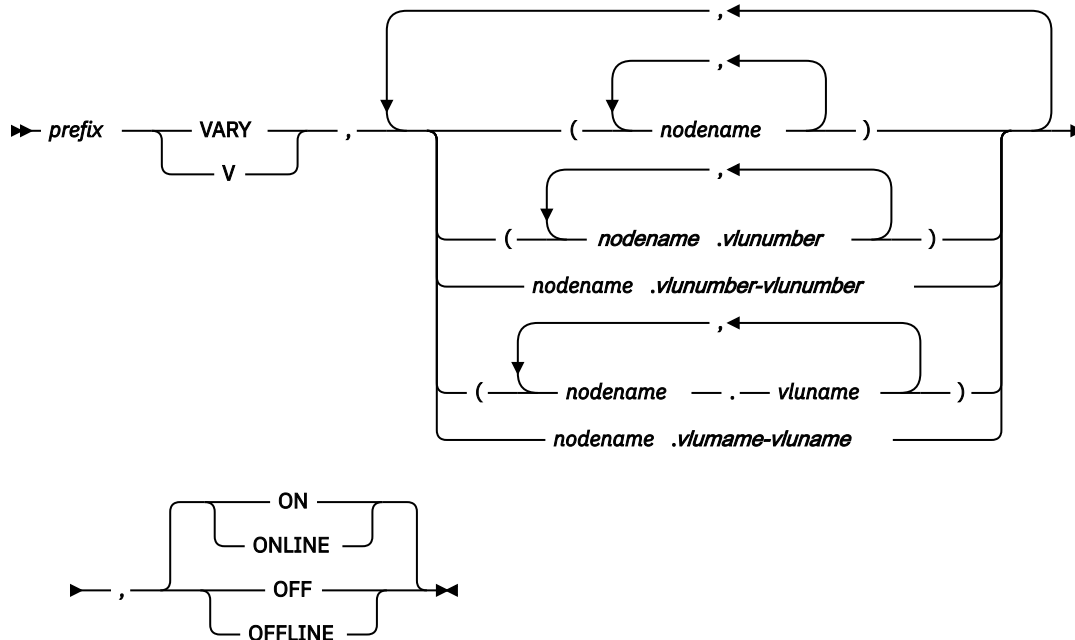 ,
,
prefix VARY , ( nodename )
V
,
( nodename .vlunumber )
nodename .vlunumber-vlunumber
,
( nodename . vluname )
nodename .vlumame-vluname
ON
ONLINE
, OFF
OFFLINE